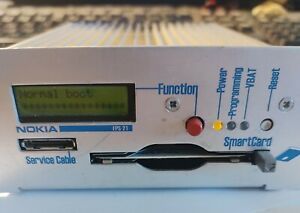 Normal boot
Function
Power
Programming
VBAT
Reset
NOKIA
FPS 21
Service Cable
SmartCard